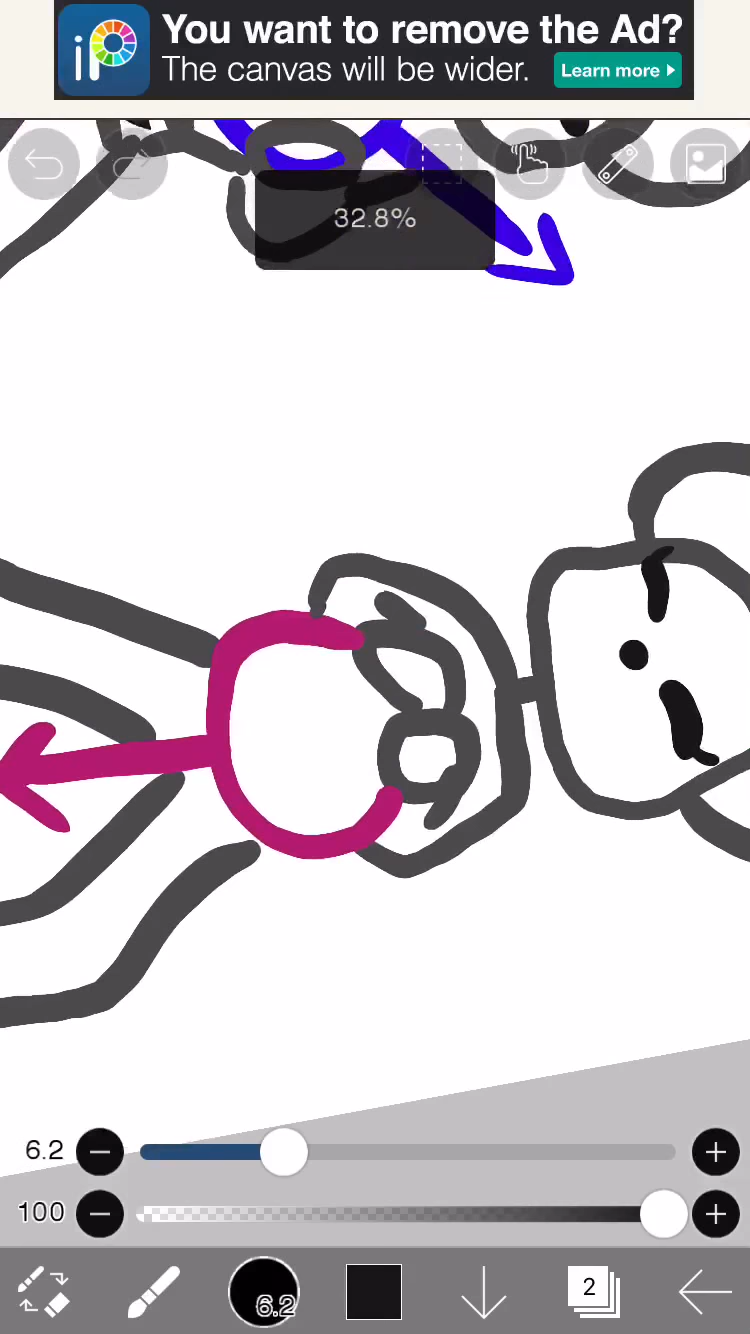 iP
You want to remove the Ad?
The canvas will be wider.
Learn more
32.8%
6.2
100
6.2
2